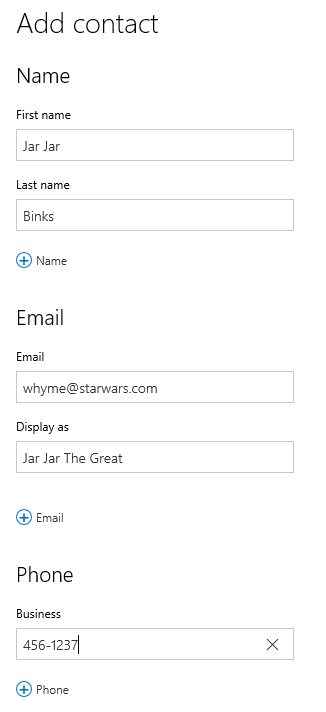 Add contact
Name
First name
Jar Jar
Last name
Binks
Name
Email
Email
whyme@starwars.com
Display as
Jar Jar The Great
Email
Phone
Business
456-1237
Phone